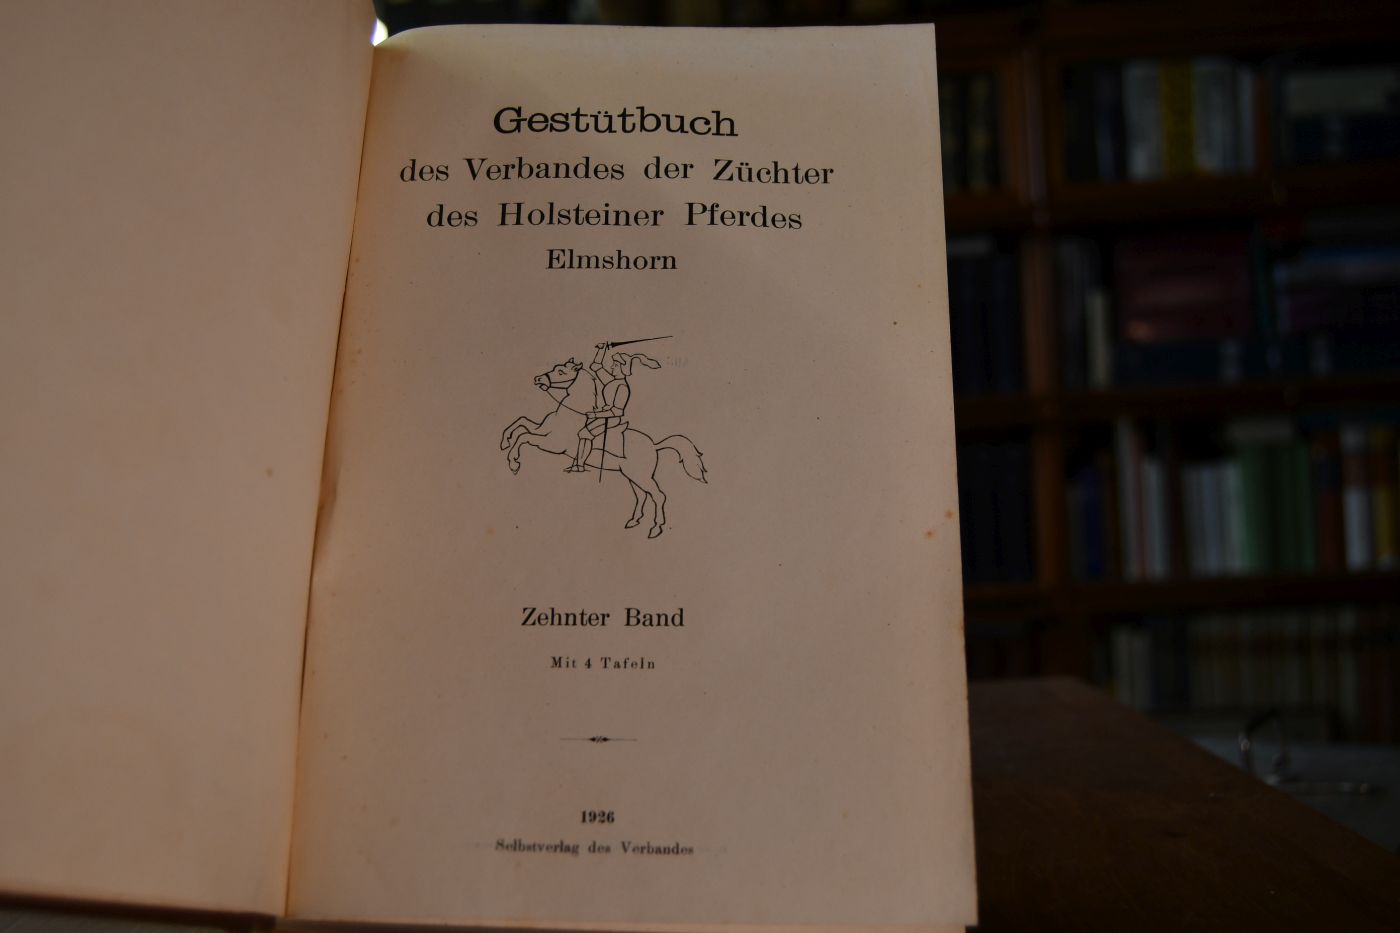 Gestütbuch
des Verbandes der Züchter
des Holsteiner Pferdes
Elmshorn
Zehnter Band
Mit 4 Tafeln
1926
Selbstverlag des Verbandes